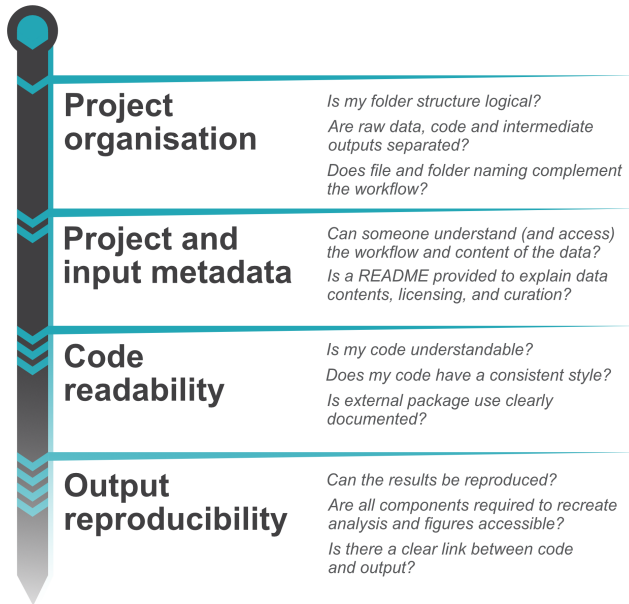 Project
organisation
Is my folder structure logical?
Are raw data, code and intermediate
outputs separated?
Does file and folder naming complement
the workflow?
Project and
input metadata
Can someone understand (and access)
the workflow and content of the data?
Is a README provided to explain data
contents, licensing, and curation?
Code
readability
Is my code understandable?
Does my code have a consistent style?
Is external package use clearly
documented?
Output
reproducibility
Can the results be reproduced?
Are all components required to recreate
analysis and figures accessible?
Is there a clear link between code
and output?